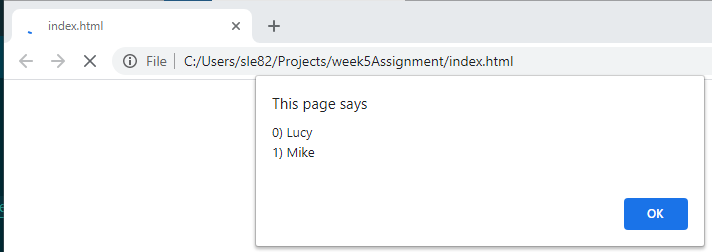 index.html
File
C:/Users/sle82/Projects/week5Assignment/index.html
This page says
0) Lucy
1) Mike
OK